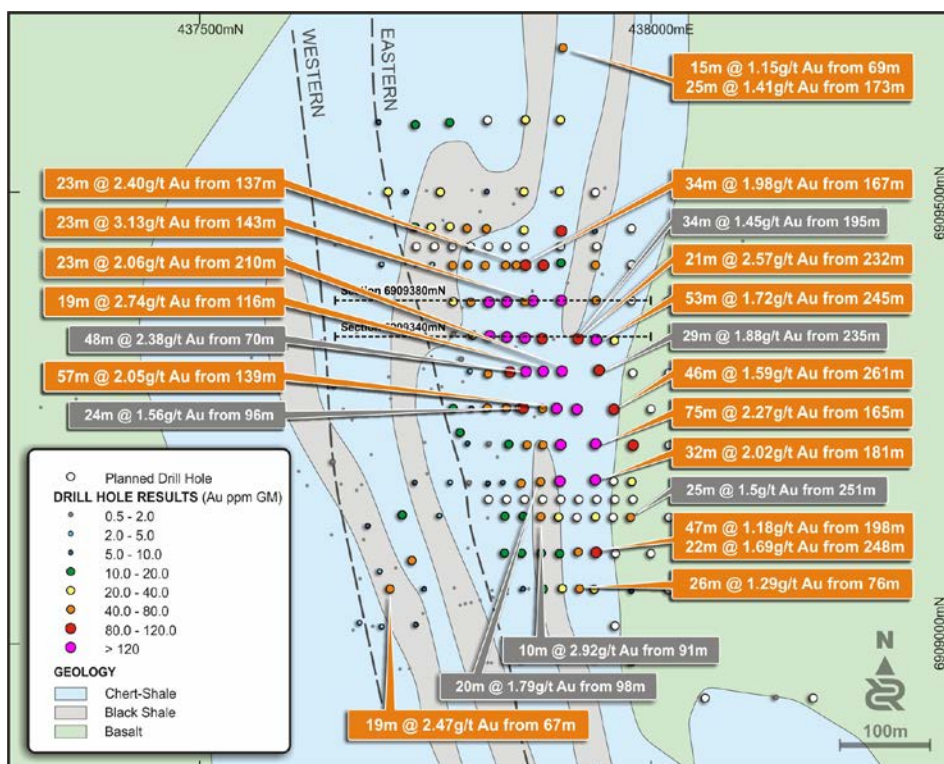 437500mN
438000mE
WESTERN
EASTERN
15m @ 1.15g/t Au from 69m
25m @ 1.41g/t Au from 173m
23m @ 2.40g/t Au from 137m
34m @ 1.98g/t Au from 167m
6909500mN
23m @ 3.13g/t Au from 143m
34m @ 1.45g/t Au from 195m
23m @ 2.06g/t Au from 210m
21m @ 2.57g/t Au from 232m
19m @ 2.74g/t Au from 116m
Section 6909380mN
53m @ 1.72g/t Au from 245m
48m @ 2.38g/t Au from 70m
Section 6909340mN
29m @ 1.88g/t Au from 235m
57m @ 2.05g/t Au from 139m
46m @ 1.59g/t Au from 261m
24m @ 1.56g/t Au from 96m
75m @ 2.27g/t Au from 165m
32m @ 2.02g/t Au from 181m
25m @ 1.5g/t Au from 251m
47m @ 1.18g/t Au from 198m
22m @ 1.69g/t Au from 248m
26m @ 1.29g/t Au from 76m
10m @ 2.92g/t Au from 91m
20m @ 1.79g/t Au from 98m
19m @ 2.47g/t Au from 67m
6909000mN
Planned Drill Hole
DRILL HOLE RESULTS (Au ppm GM)
0.5 - 2.0
2.0 - 5.0
5.0 - 10.0
10.0 - 20.0
20.0 - 40.0
40.0 - 80.0
80.0 - 120.0
> 120
GEOLOGY
Chert-Shale
Black Shale
Basalt
N
100m